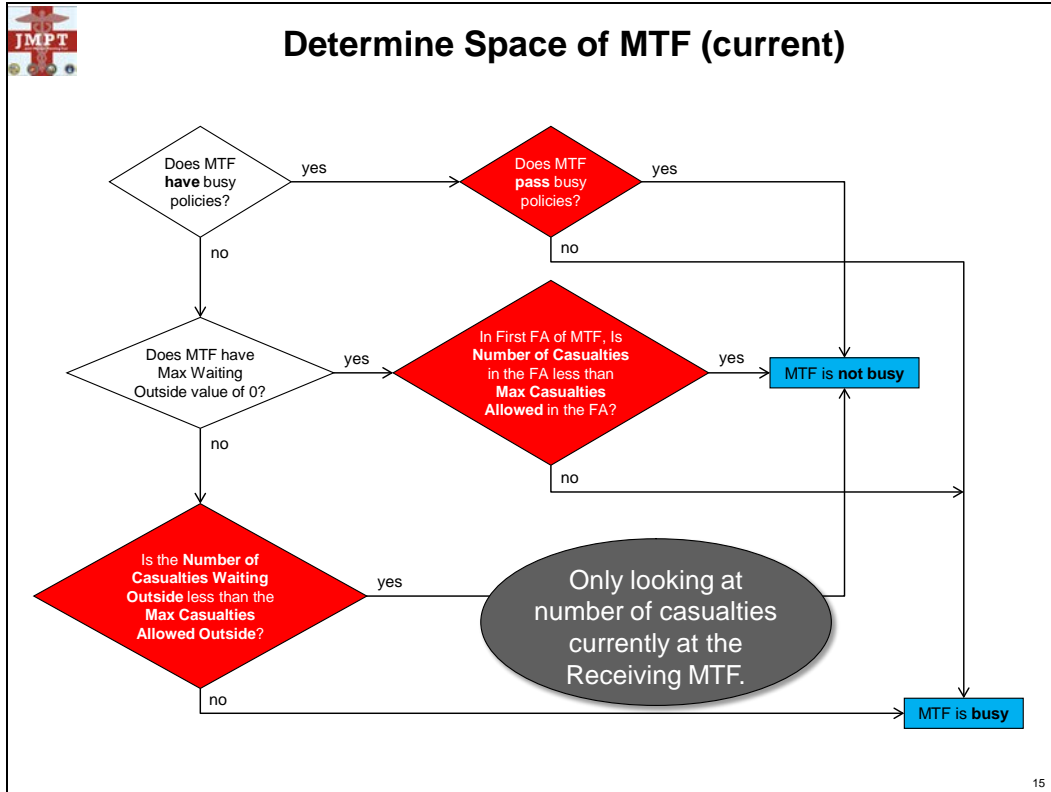 JMPT
Determine Space of MTF (current)
Does MTF
have busy
policies?
yes
Does MTF
pass busy
policies?
yes
no
no
Does MTF have
Max Waiting
Outside value of 0?
yes
In First FA of MTF, Is
Number of Casualties
in the FA less than
Max Casualties
Allowed in the FA?
yes
MTF is not busy
no
no
Is the Number of
Casualties Waiting
Outside less than the
Max Casualties
Allowed Outside?
yes
Only looking at
number of casualties
currently at the
Receiving MTF.
no
MTF is busy
15